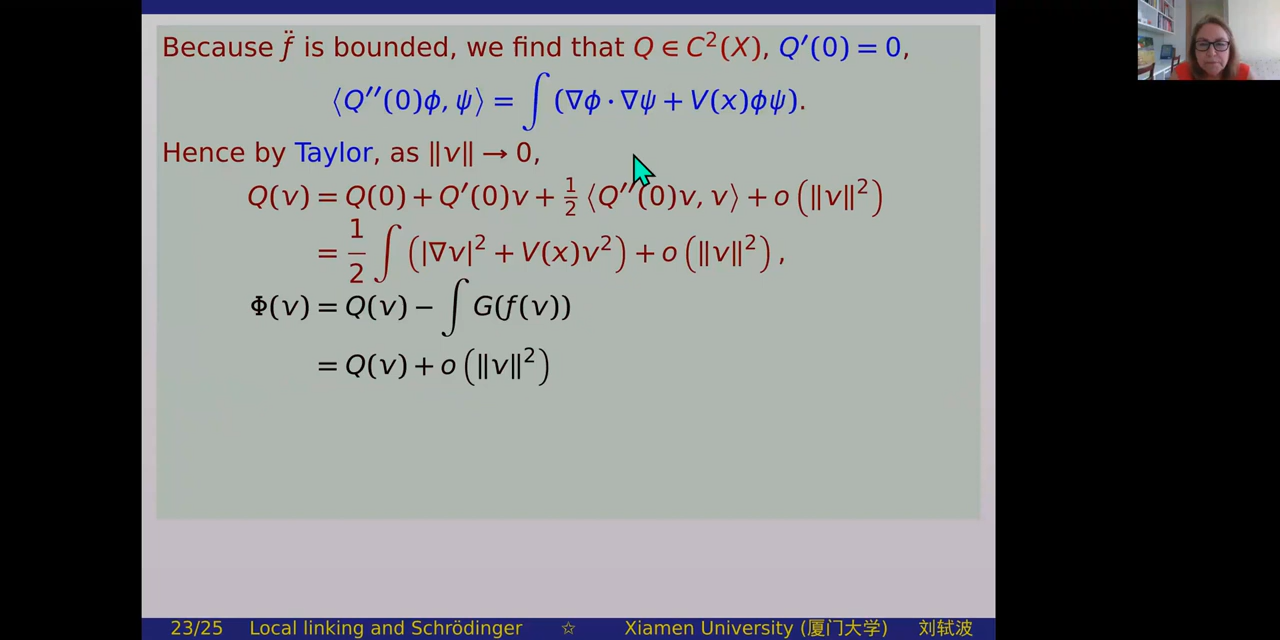 Because f̈ is bounded, we find that Q ∈ C²(X), Q′(0) = 0,
⟨Q′′(0)ϕ, ψ⟩ = ∫ (∇ϕ · ∇ψ + V(x)ϕψ).
Hence by Taylor, as ‖v‖ → 0,
Q(v) = Q(0) + Q′(0)v + ½ ⟨Q′′(0)v, v⟩ + o (‖v‖²)
= 1/2 ∫ (|∇v|² + V(x)v²) + o (‖v‖²) ,
Φ(v) = Q(v) − ∫ G(f(v))
= Q(v) + o (‖v‖²)
23/25 Local linking and Schrödinger ☆ Xiamen University (厦门大学) 刘轼波